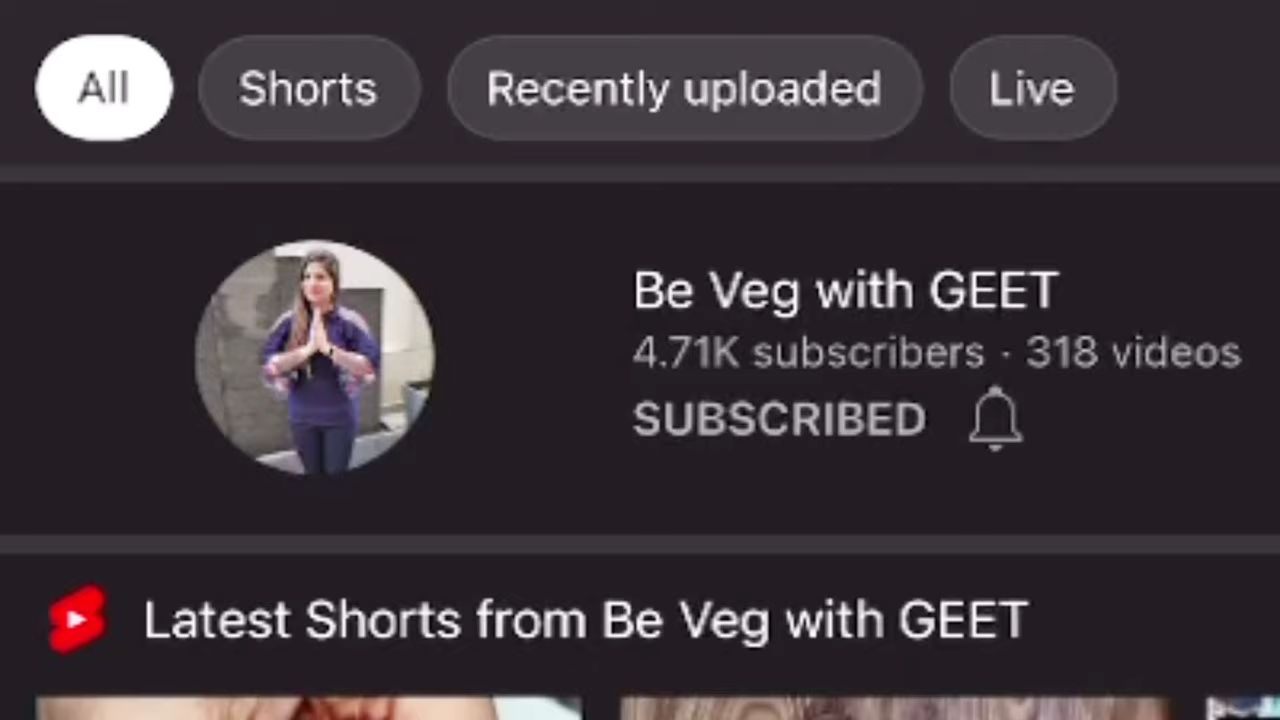 All Shorts Recently uploaded Live
Be Veg with GEET
4.71K subscribers · 318 videos
SUBSCRIBED
Latest Shorts from Be Veg with GEET